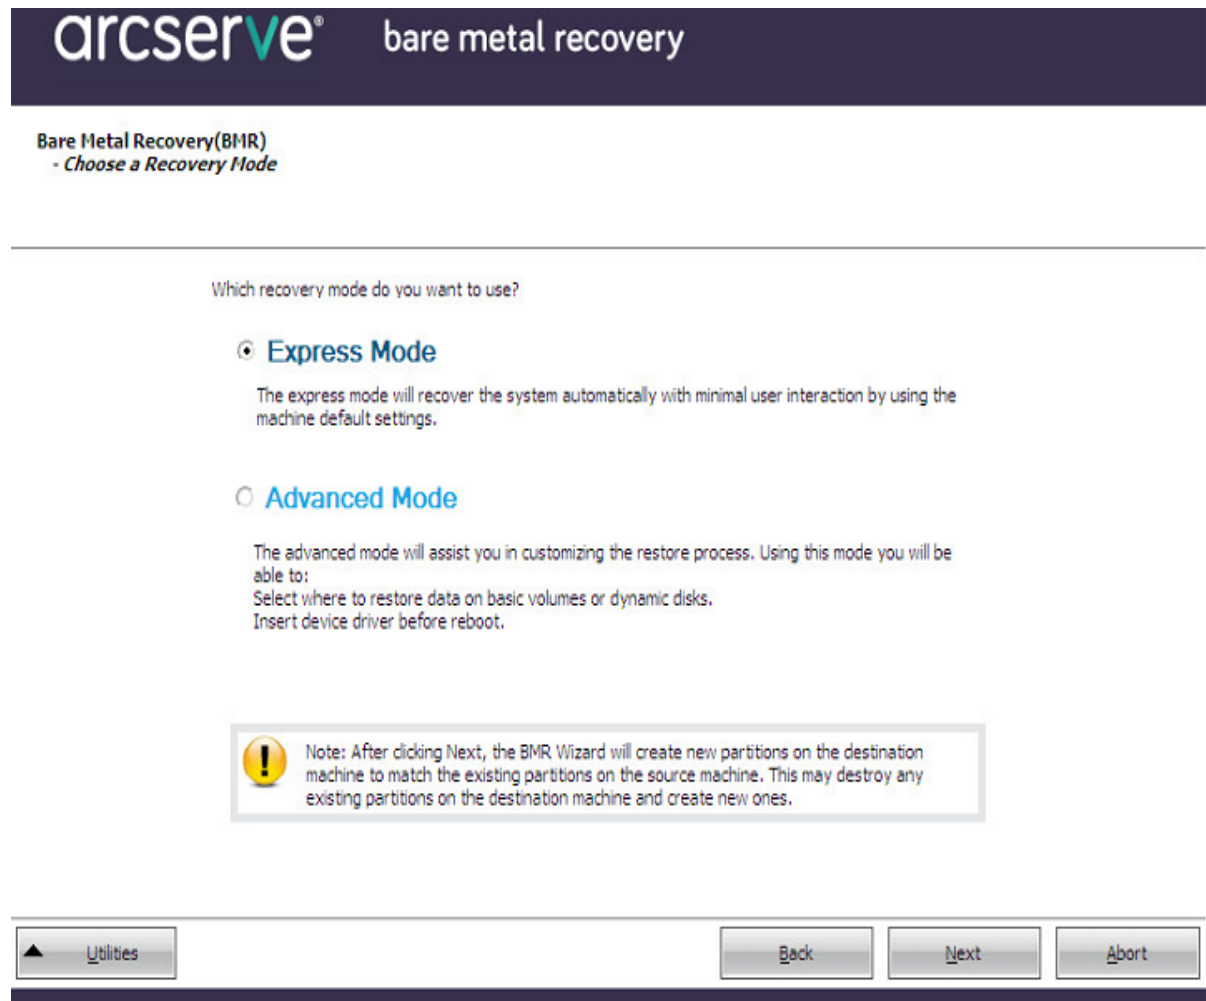 arcserve® bare metal recovery
Bare Metal Recovery(BMR)
- Choose a Recovery Mode
Which recovery mode do you want to use?
Express Mode
The express mode will recover the system automatically with minimal user interaction by using the
machine default settings.
Advanced Mode
The advanced mode will assist you in customizing the restore process. Using this mode you will be
able to:
Select where to restore data on basic volumes or dynamic disks.
Insert device driver before reboot.
Note: After clicking Next, the BMR Wizard will create new partitions on the destination
machine to match the existing partitions on the source machine. This may destroy any
existing partitions on the destination machine and create new ones.
Utilities Back Next Abort